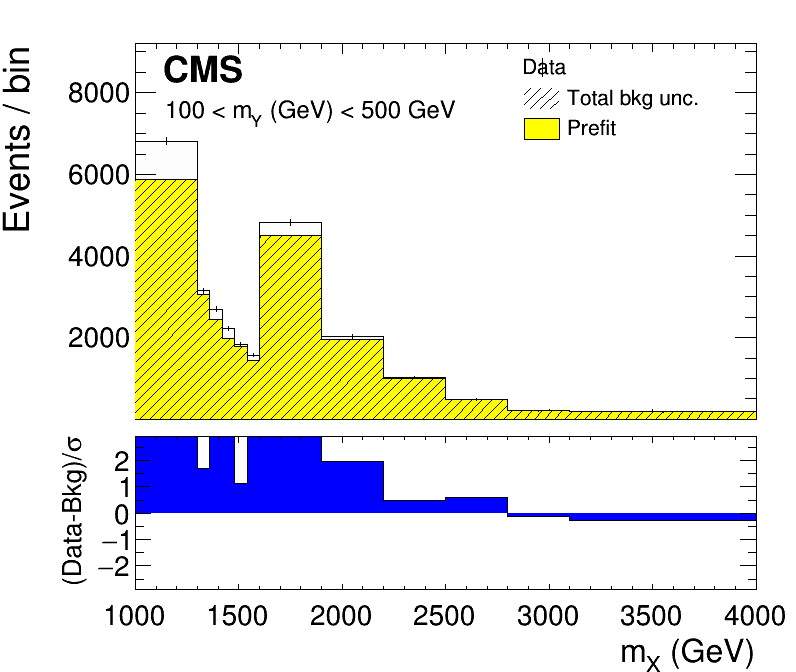 CMS
100 < mY (GeV) < 500 GeV
Data
Total bkg unc.
Prefit
Events / bin
8000
6000
4000
2000
(Data-Bkg)/σ
2
1
0
−1
−2
1000 1500 2000 2500 3000 3500 4000
mX (GeV)